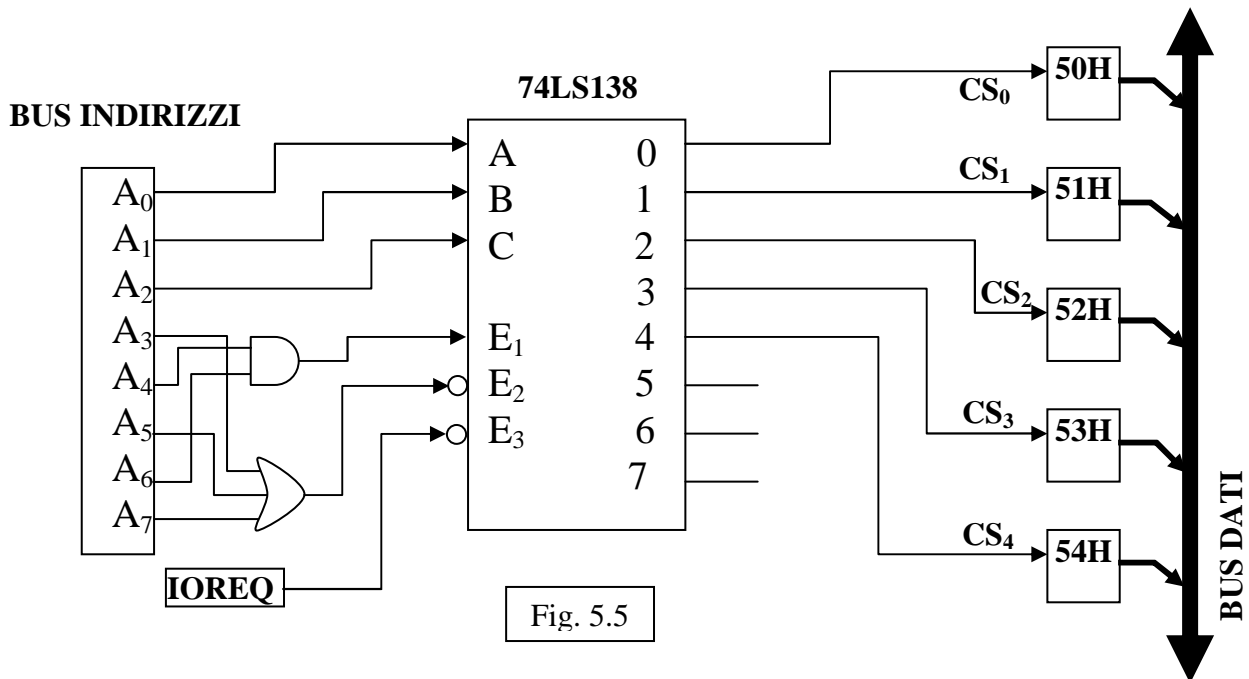 74LS138
BUS INDIRIZZI
A0
A1
A2
A3
A4
A5
A6
A7
IOREQ
A
B
C
E1
E2
E3
0
1
2
3
4
5
6
7
CS0
CS1
CS2
CS3
CS4
50H
51H
52H
53H
54H
BUS DATI
Fig. 5.5